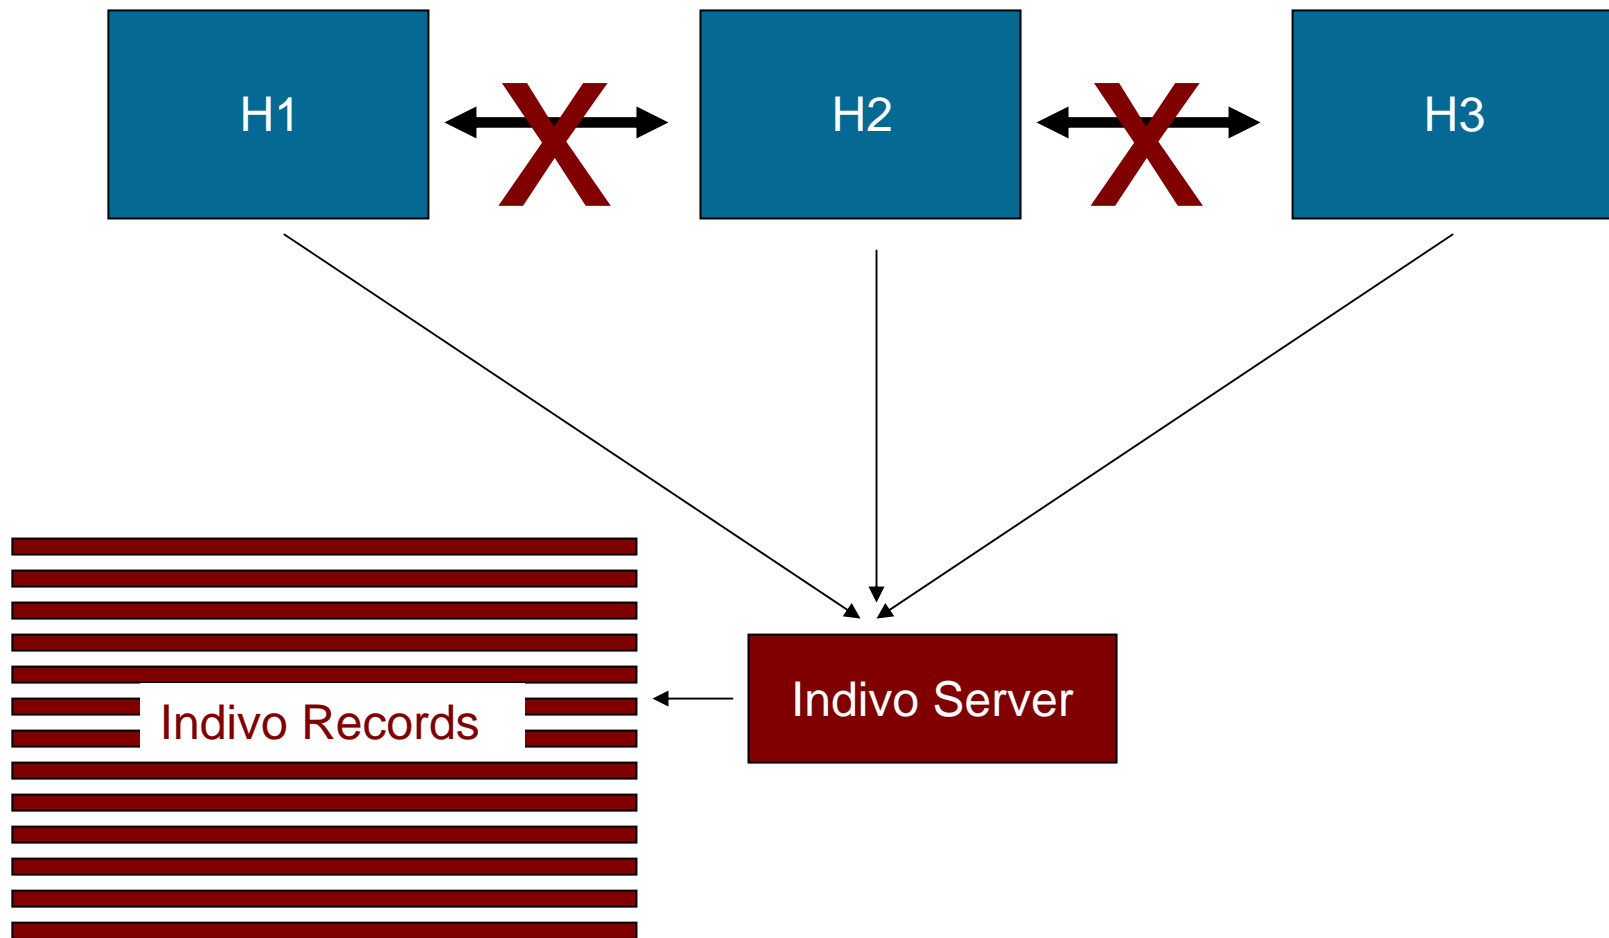 H1
X
H2
X
H3
Indivo Server
Indivo Records